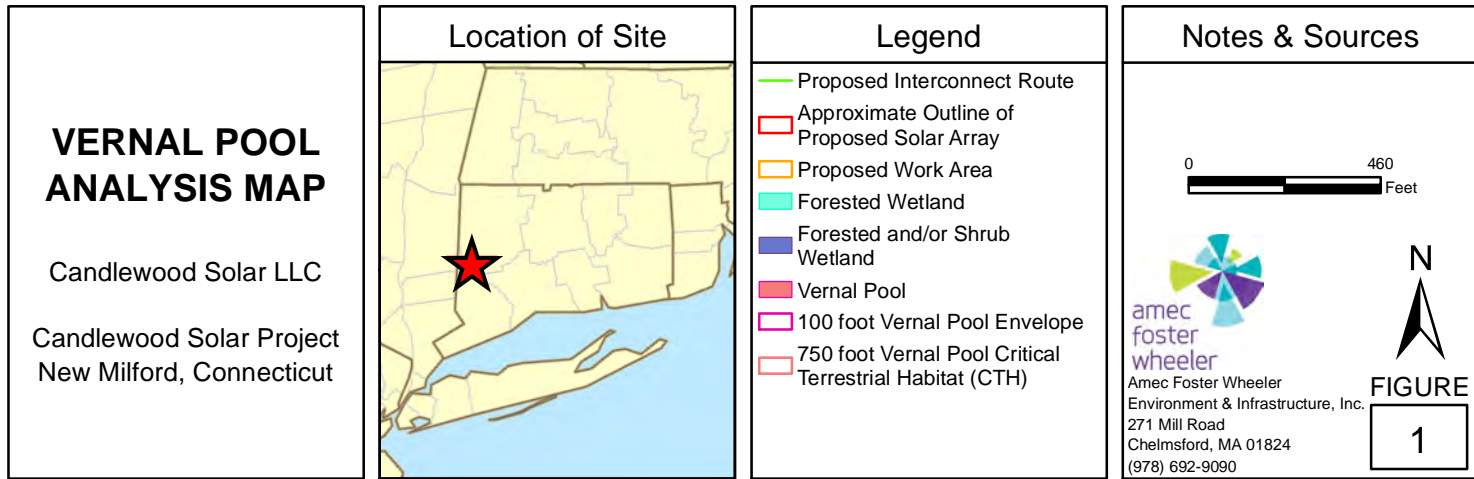 VERNAL POOL
ANALYSIS MAP
Candlewood Solar LLC
Candlewood Solar Project
New Milford, Connecticut
Location of Site
Legend
Proposed Interconnect Route
Approximate Outline of
Proposed Solar Array
Proposed Work Area
Forested Wetland
Forested and/or Shrub
Wetland
Vernal Pool
100 foot Vernal Pool Envelope
750 foot Vernal Pool Critical
Terrestrial Habitat (CTH)
Notes & Sources
0 460
Feet
amec
foster
wheeler
Amec Foster Wheeler
Environment & Infrastructure, Inc.
271 Mill Road
Chelmsford, MA 01824
(978) 692-9090
N
FIGURE
1